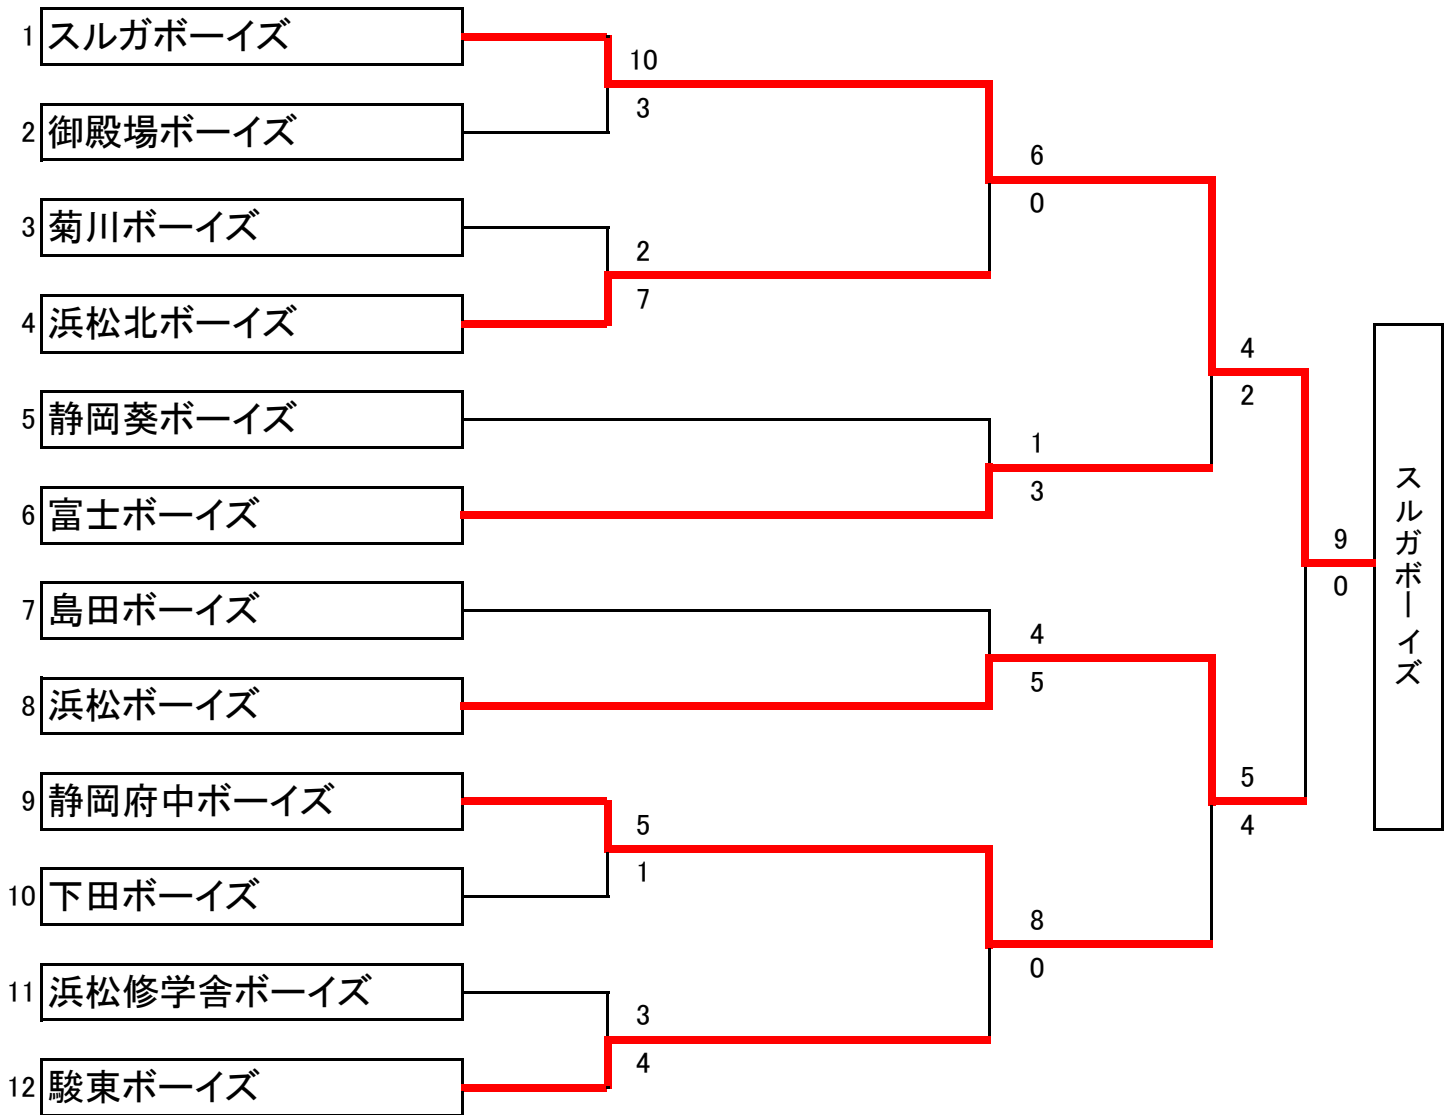 1 スルガボーイズ
10
3
2 御殿場ボーイズ
6
0
3 菊川ボーイズ
2
7
4 浜松北ボーイズ
4
2
5 静岡葵ボーイズ
1
3
6 富士ボーイズ
9
0
スルガボーイズ
7 島田ボーイズ
4
5
8 浜松ボーイズ
5
4
9 静岡府中ボーイズ
5
1
10 下田ボーイズ
8
0
11 浜松修学舎ボーイズ
3
4
12 駿東ボーイズ